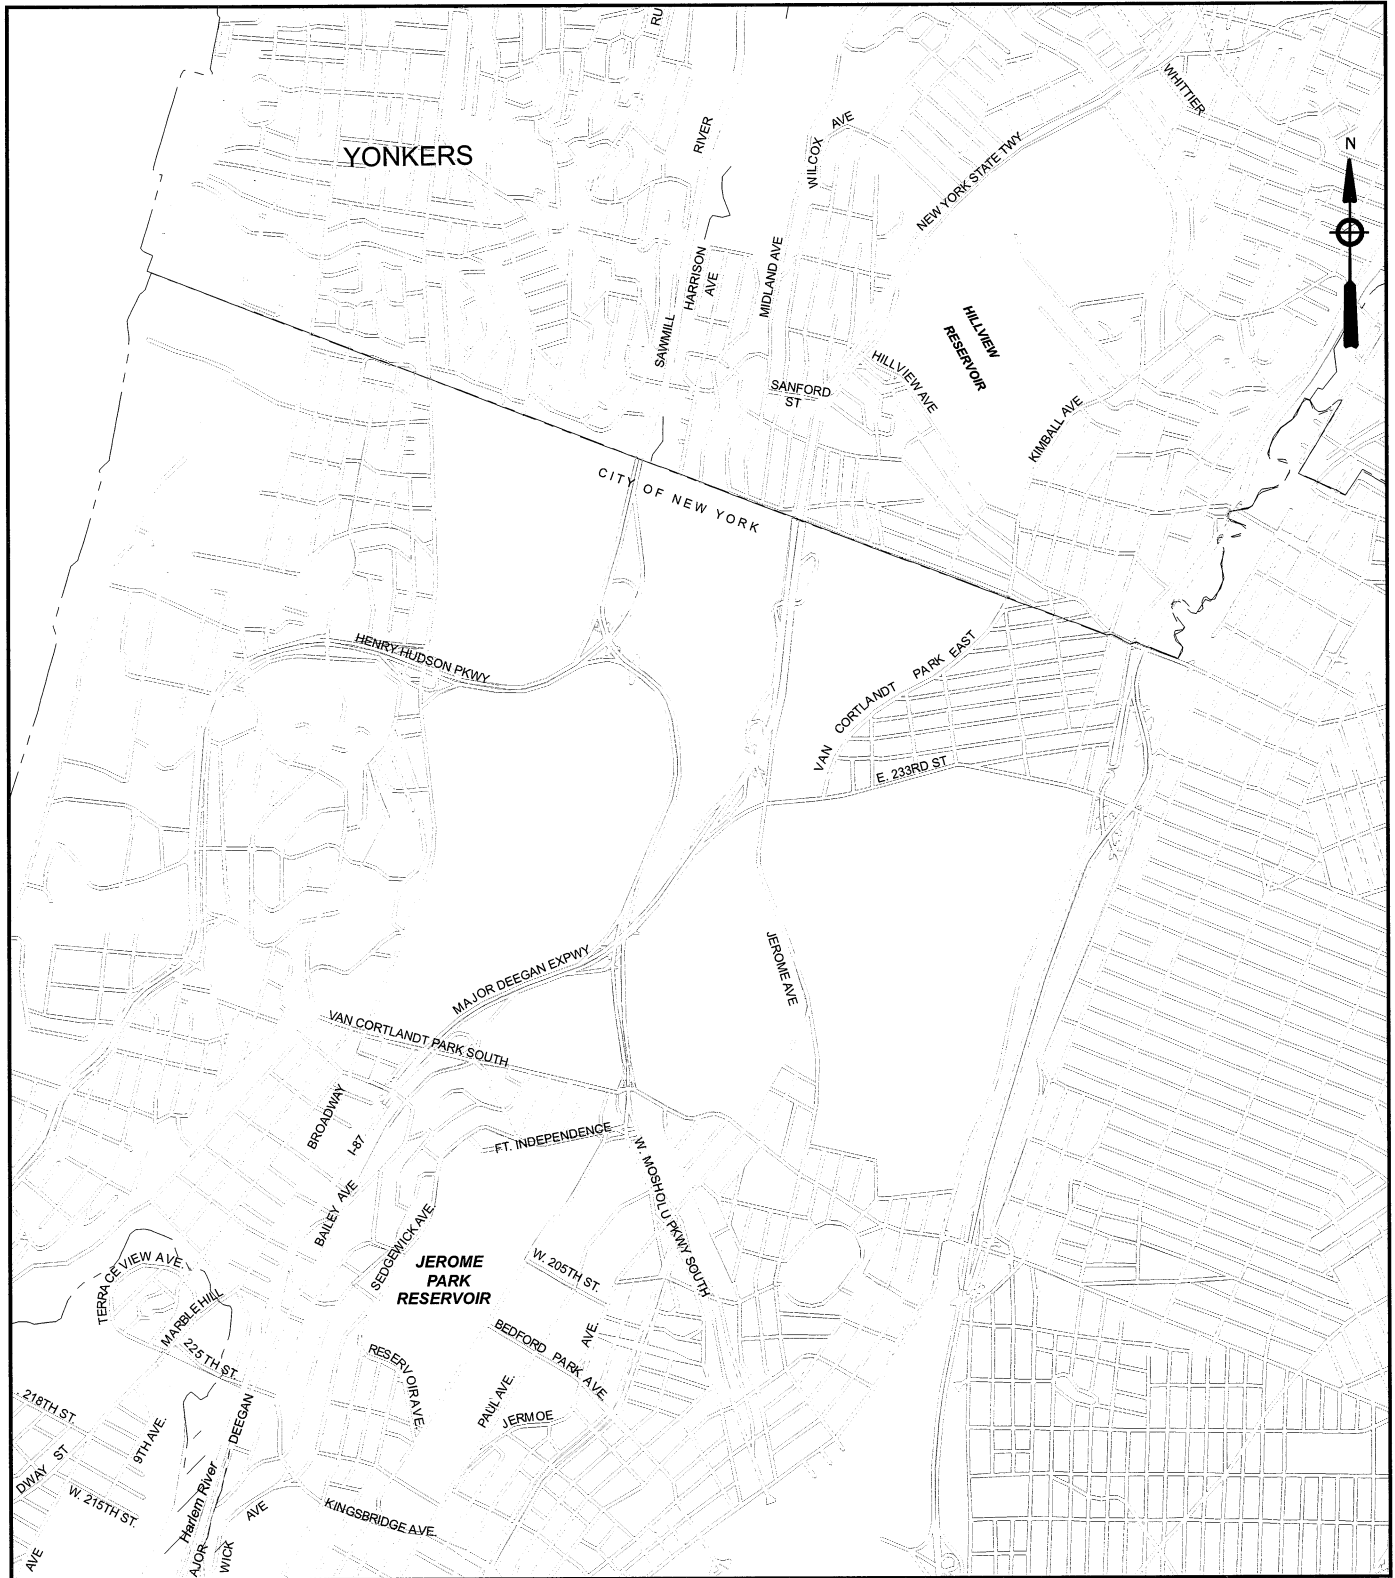 RU
WHITTIER
YONKERS
RIVER
WILCOX AVE
NEW YORK STATE TWY
N
HARRISON
AVE
MIDLAND AVE
SAWMILL
HILLVIEW
RESERVOIR
HILLVIEW AVE
SANFORD
ST
KIMBALL AVE
CITY OF NEW YORK
HENRY HUDSON PKWY
VAN CORTLANDT PARK EAST
E. 233RD ST
JEROME AVE
MAJOR DEEGAN EXPWY
VAN CORTLANDT PARK SOUTH
BROADWAY
I-87
FT. INDEPENDENCE
W. MOSHOLU PKWY SOUTH
BAILEY AVE
SEDGEWICK AVE.
JEROME
PARK
RESERVOIR
W. 205TH ST.
TERRACE VIEW AVE.
MARBLE HILL
225TH ST.
BEDFORD PARK AVE
AVE.
RESERVOIR AVE.
PAUL AVE.
JERMOE
. 218TH ST.
9TH AVE.
DEEGAN
DWAY ST
W. 215TH ST.
Harlem River
AVE
KINGSBRIDGE AVE.
AVE
AJOR
WICK